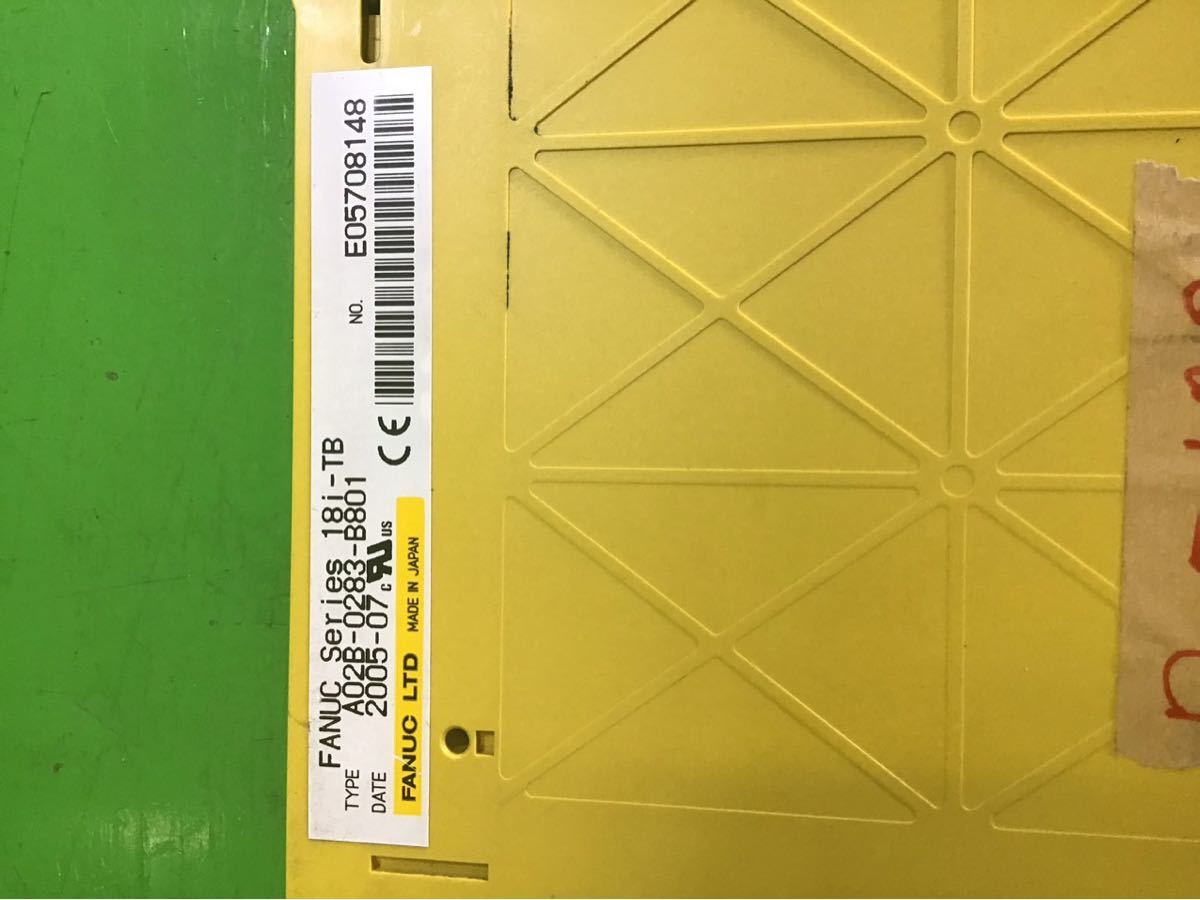 FANUC Series 18i-TB
TYPE A02B-0283-B801
DATE 2005-07
NO. E05708148
c UR US
CE
FANUC LTD MADE IN JAPAN